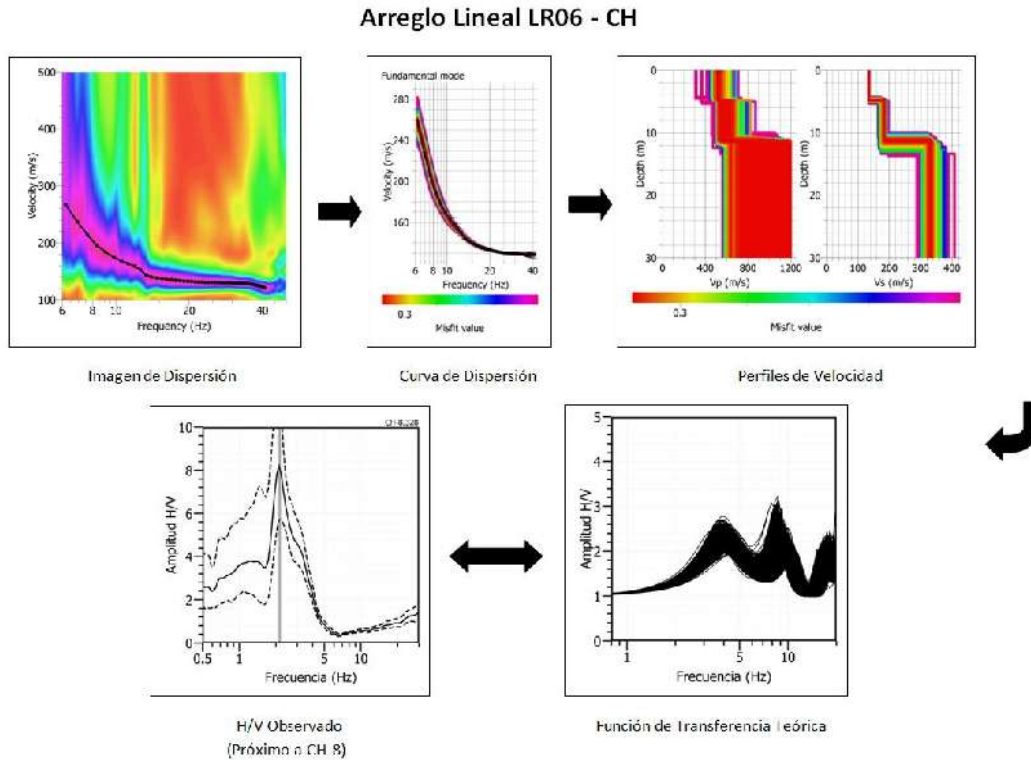 Arreglo Lineal LR06 - CH
500
400
300
200
100
Velocity (m/s)
6 8 10 20 40
Frequency (Hz)
Imagen de Dispersión
Fundamental mode
280
240
200
160
Velocity (m/s)
6 8 10 20 40
Frequency (Hz)
0.3
Misfit value
Curva de Dispersión
0
10
20
30
Depth (m)
0 400 800 1200
Vp (m/s)
0
10
20
30
Depth (m)
0 100 200 300 400
Vs (m/s)
0.3
Misfit value
Perfiles de Velocidad
10
8
6
4
2
0
Amplitud H/V
0.5 1 5 10
Frecuencia (Hz)
H/V Observado
(Próximo a CH 8)
5
4
3
2
1
0
Amplitud H/V
1 5 10
Frecuencia (Hz)
Función de Transferencia Teórica